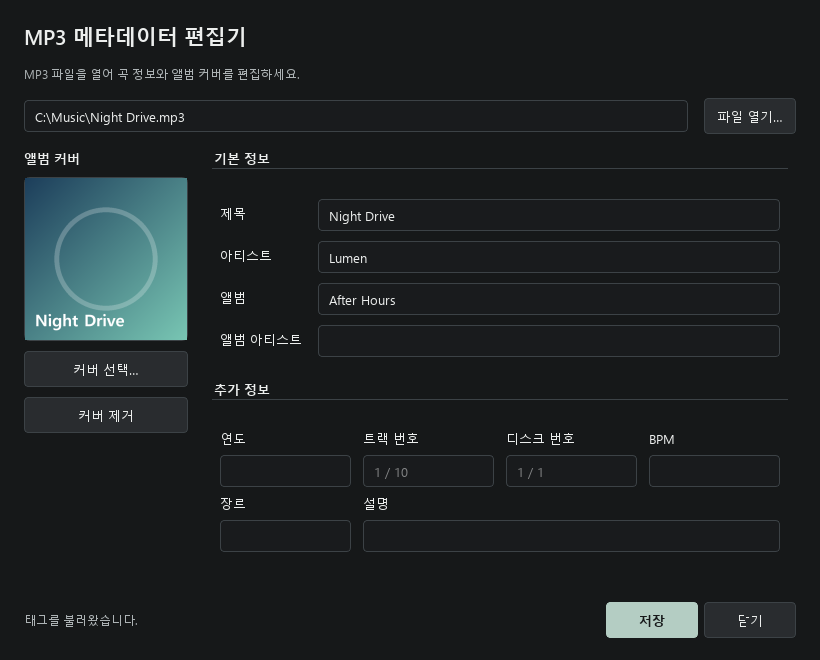 MP3 메타데이터 편집기
MP3 파일을 열어 곡 정보와 앨범 커버를 편집하세요.
C:\Music\Night Drive.mp3
파일 열기...
앨범 커버
Night Drive
커버 선택...
커버 제거
기본 정보
제목
Night Drive
아티스트
Lumen
앨범
After Hours
앨범 아티스트
추가 정보
연도
트랙 번호
디스크 번호
BPM
1 / 10
1 / 1
장르
설명
태그를 불러왔습니다.
저장
닫기